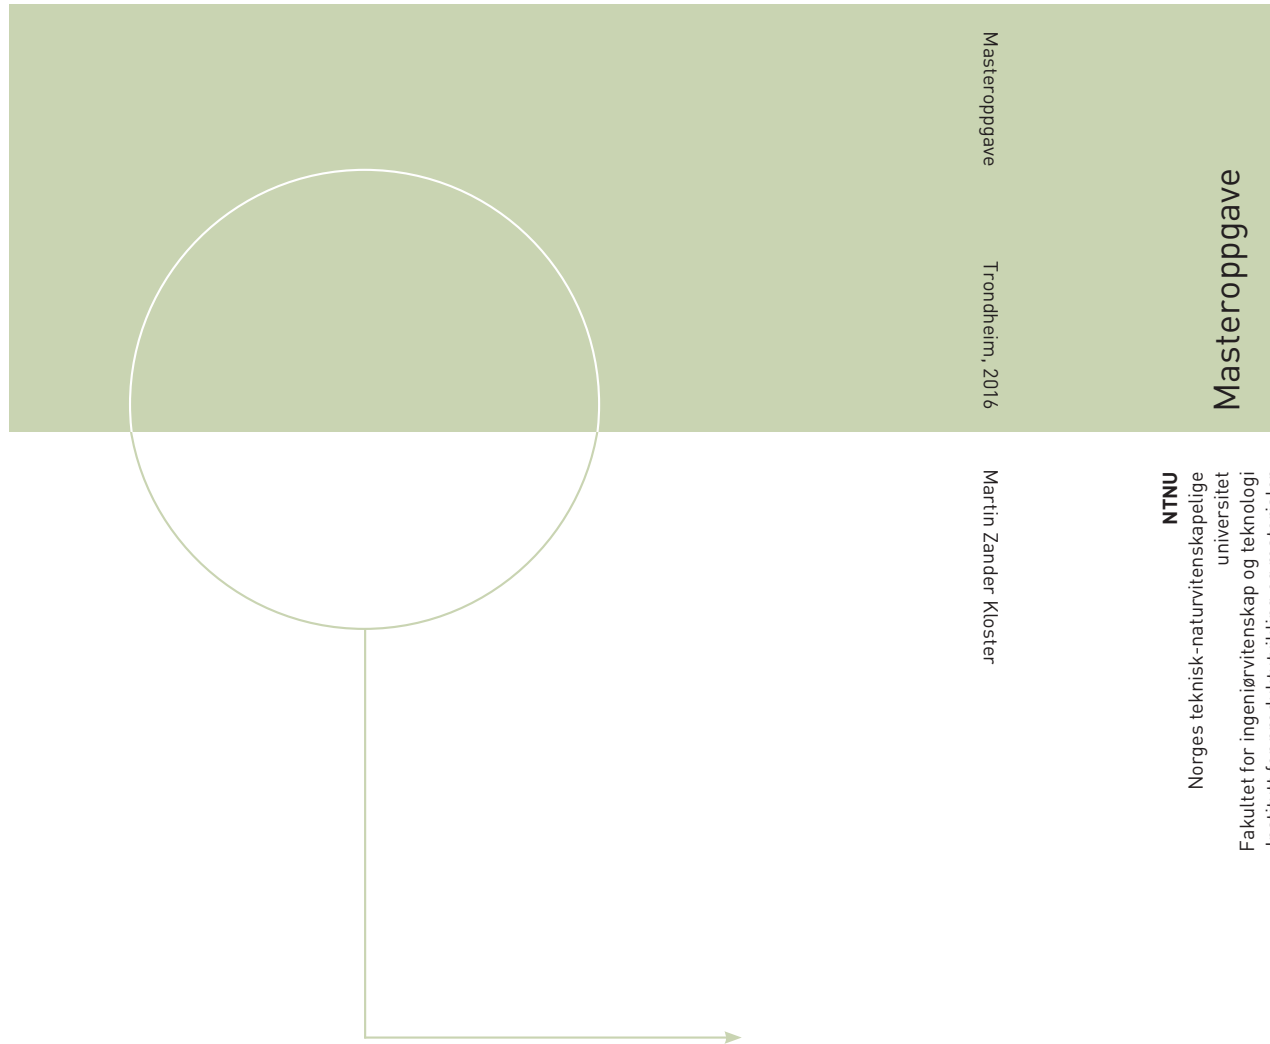 Masteroppgave
Trondheim, 2016
Martin Zander Kloster
Masteroppgave
NTNU
Norges teknisk-naturvitenskapelige
universitet
Fakultet for ingeniørvitenskap og teknologi